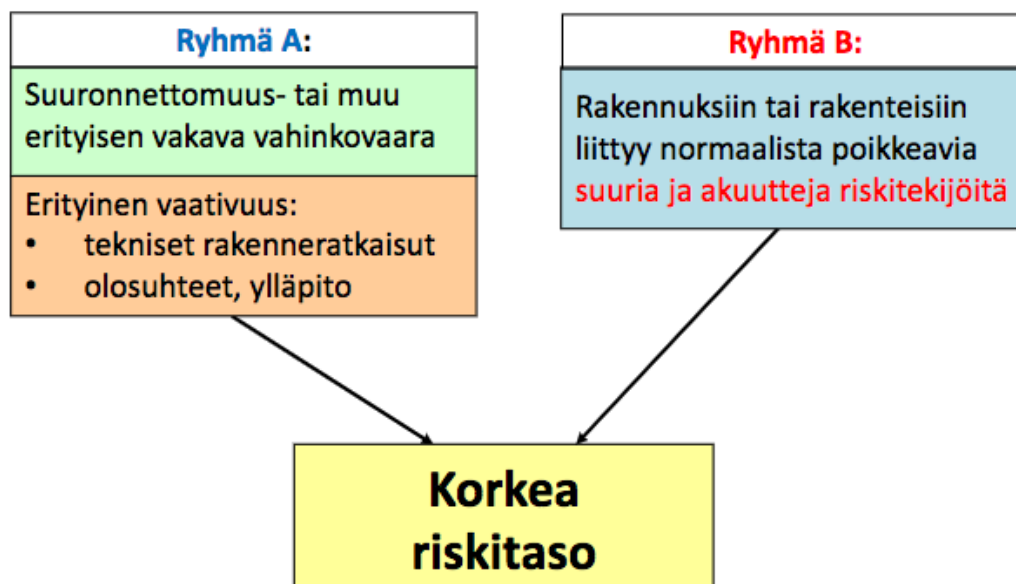 Ryhmä A:
Suuronnettomuus- tai muu
erityisen vakava vahinkovaara
Erityinen vaativuus:
• tekniset rakenneratkaisut
• olosuhteet, ylläpito
Ryhmä B:
Rakennuksiin tai rakenteisiin
liittyy normaalista poikkeavia
suuria ja akuutteja riskitekijöitä
Korkea
riskitaso